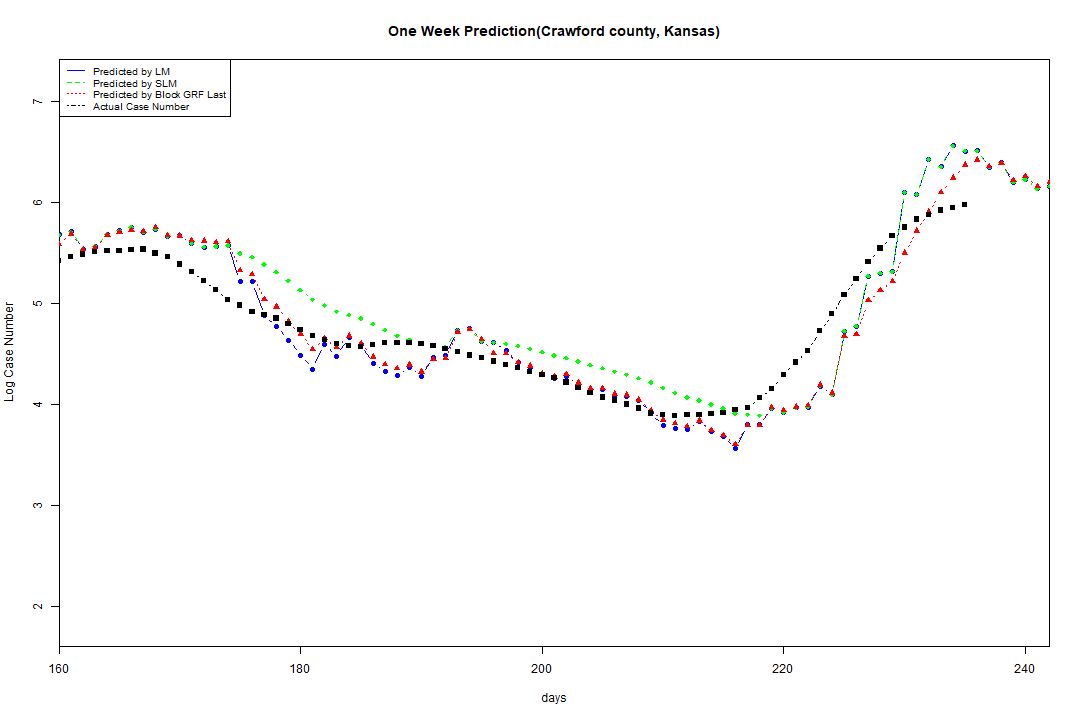 One Week Prediction(Crawford county, Kansas)
Predicted by LM
Predicted by SLM
Predicted by Block GRF Last
Actual Case Number
7
6
5
4
3
2
Log Case Number
160 180 200 220 240
days